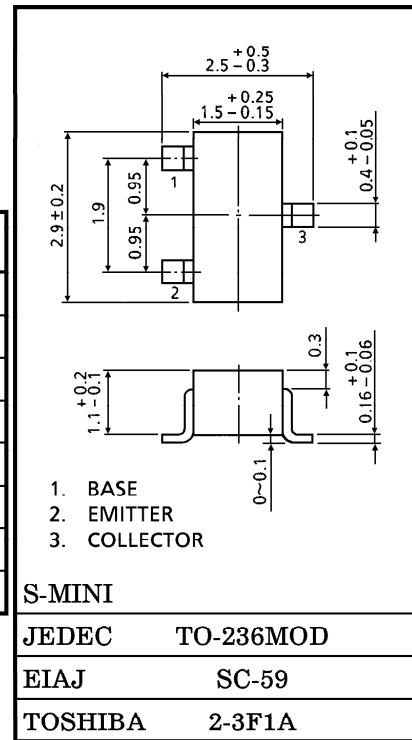 +0.5
2.5 −0.3
+0.25
1.5 −0.15
2.9 ± 0.2
1.9
0.95
0.95
1
2
3
+0.1
0.4 −0.05
+0.2
1.1 −0.1
0.3
+0.1
0.16 −0.06
0~0.1
1. BASE
2. EMITTER
3. COLLECTOR
S-MINI
JEDEC TO-236MOD
EIAJ SC-59
TOSHIBA 2-3F1A